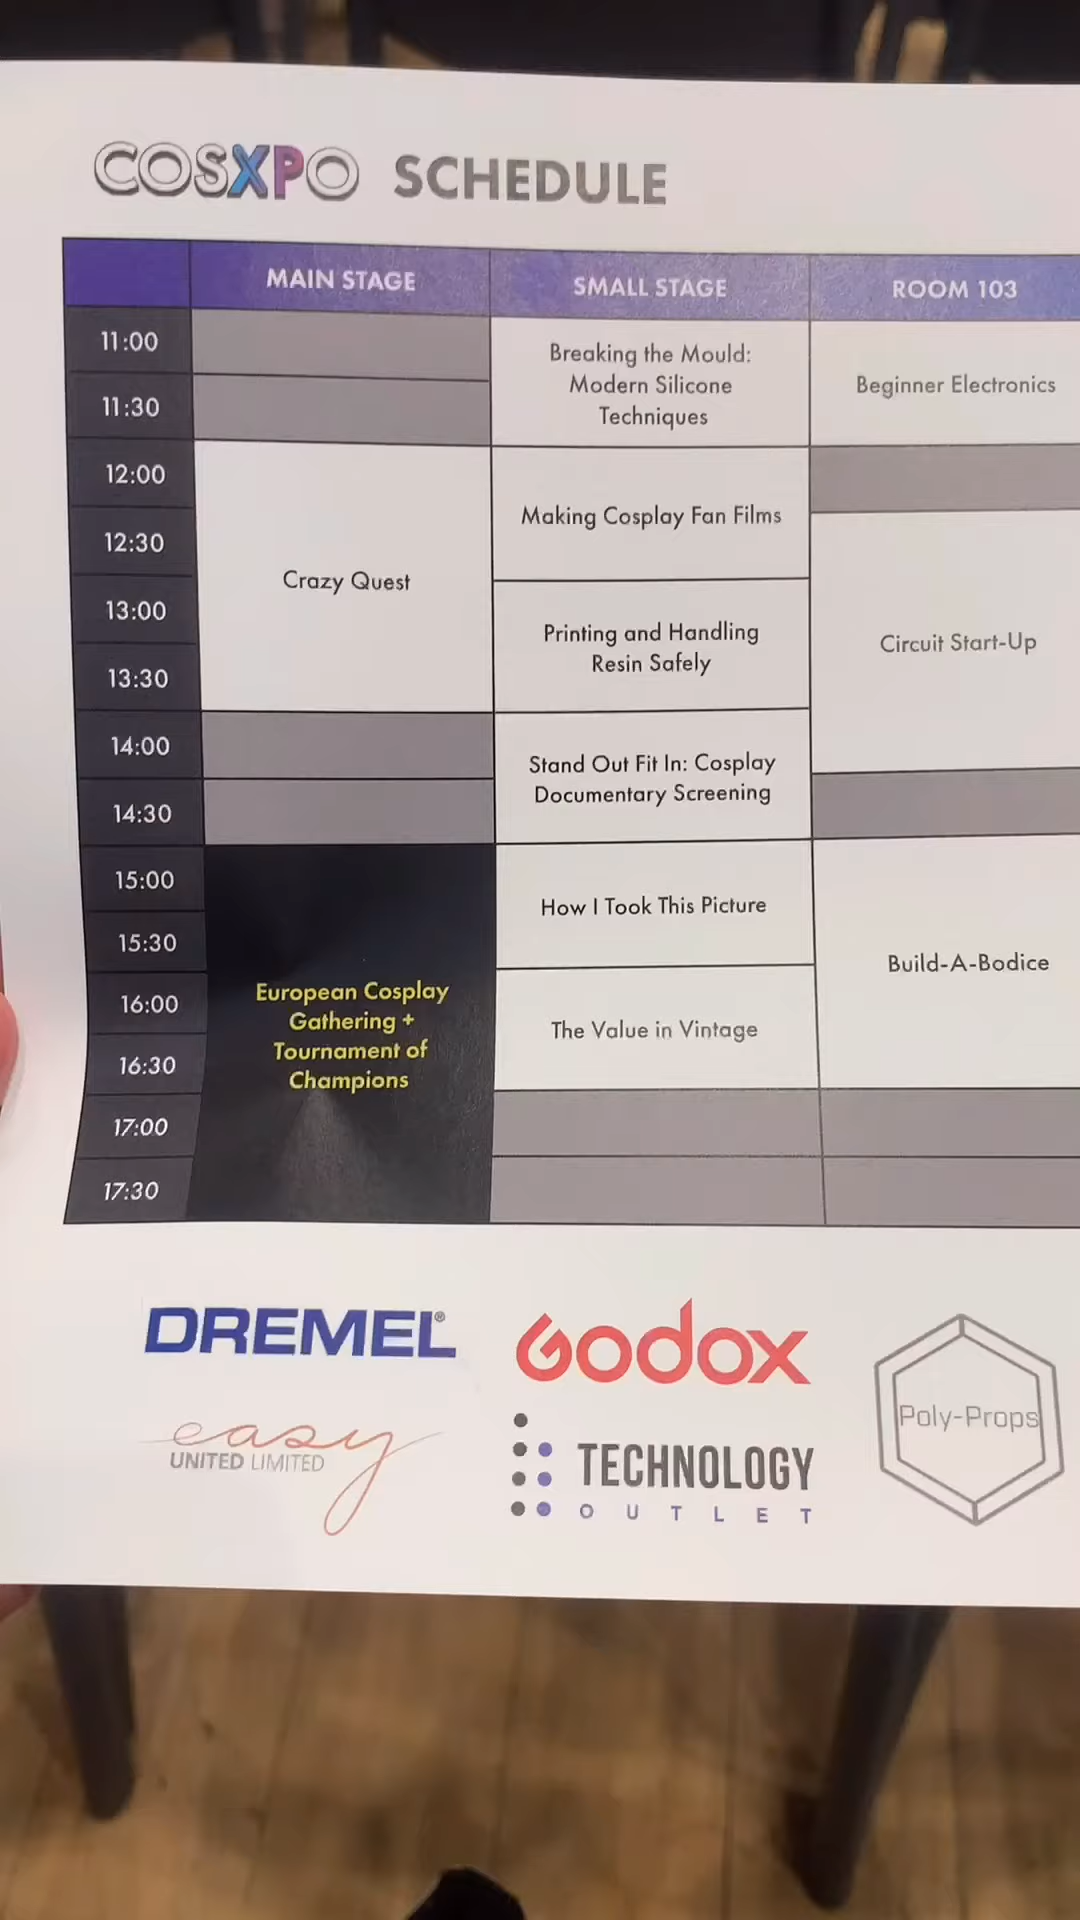 COSXPO SCHEDULE
MAIN STAGE
SMALL STAGE
ROOM 103
11:00
11:30
12:00
12:30
13:00
13:30
14:00
14:30
15:00
15:30
16:00
16:30
17:00
17:30
Crazy Quest
European Cosplay
Gathering +
Tournament of
Champions
Breaking the Mould:
Modern Silicone
Techniques
Making Cosplay Fan Films
Printing and Handling
Resin Safely
Stand Out Fit In: Cosplay
Documentary Screening
How I Took This Picture
The Value in Vintage
Beginner Electronics
Circuit Start-Up
Build-A-Bodice
DREMEL®
Godox
Poly-Props
easy
UNITED LIMITED
TECHNOLOGY
OUTLET